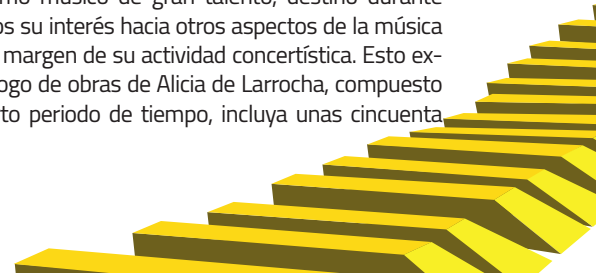 mo músico de gran talento, destinó durante
os su interés hacia otros aspectos de la música
margen de su actividad concertística. Esto ex-
ogo de obras de Alicia de Larrocha, compuesto
to periodo de tiempo, incluya unas cincuenta